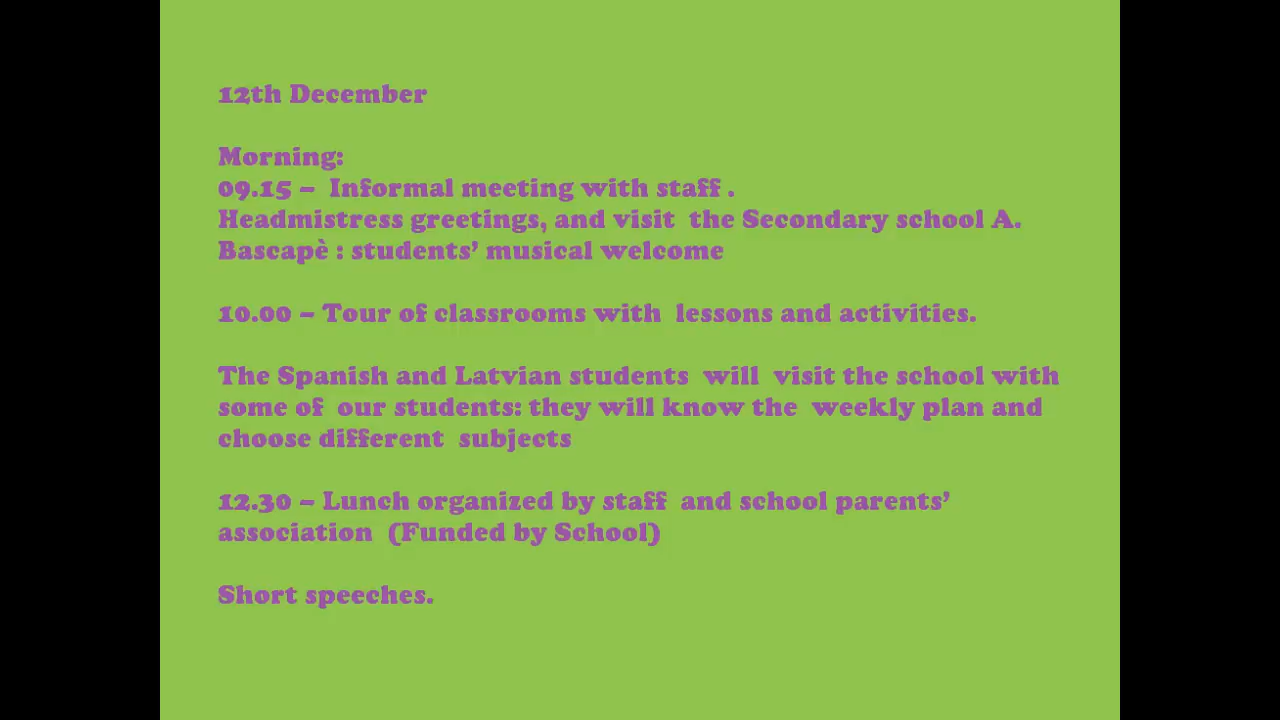 12th December
Morning:
09.15 – Informal meeting with staff .
Headmistress greetings, and visit the Secondary school A.
Bascapè : students’ musical welcome
10.00 – Tour of classrooms with lessons and activities.
The Spanish and Latvian students will visit the school with
some of our students: they will know the weekly plan and
choose different subjects
12.30 – Lunch organized by staff and school parents’
association (Funded by School)
Short speeches.